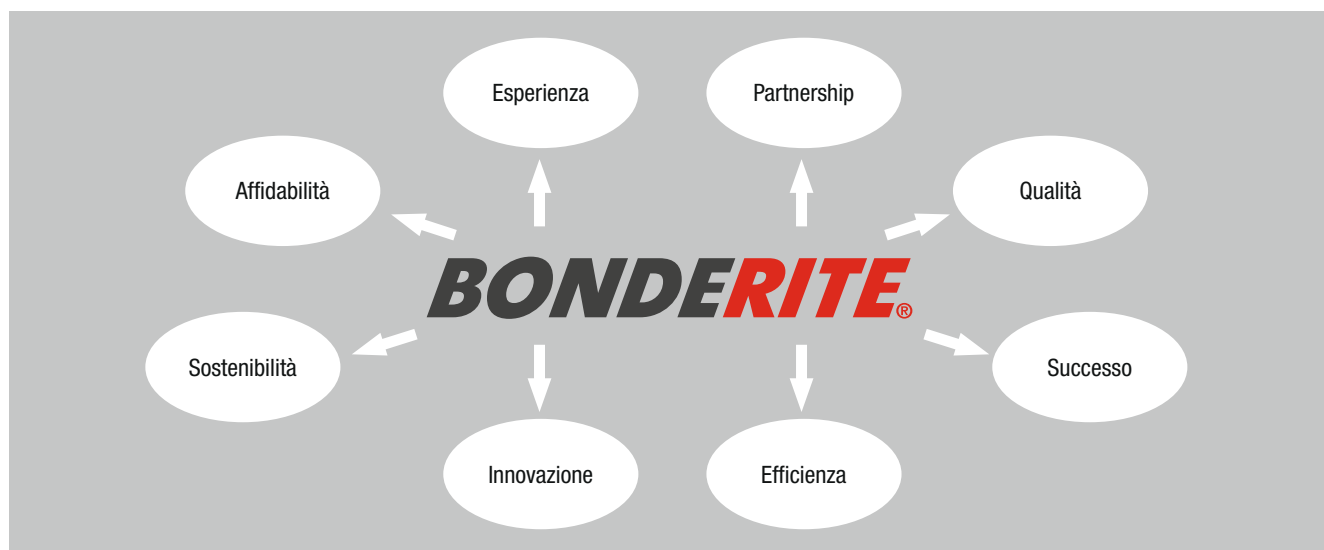 Esperienza
Partnership
Affidabilità
Qualità
BONDERITE®
Sostenibilità
Successo
Innovazione
Efficienza